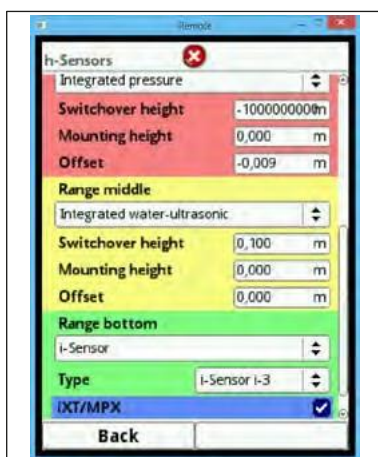 Remote
h-Sensors
Integrated pressure
Switchover height -1000000000m
Mounting height 0,000 m
Offset -0,009 m
Range middle
Integrated water-ultrasonic
Switchover height 0,100 m
Mounting height 0,000 m
Offset 0,000 m
Range bottom
i-Sensor
Type i-Sensor i-3
iXT/MPX
Back